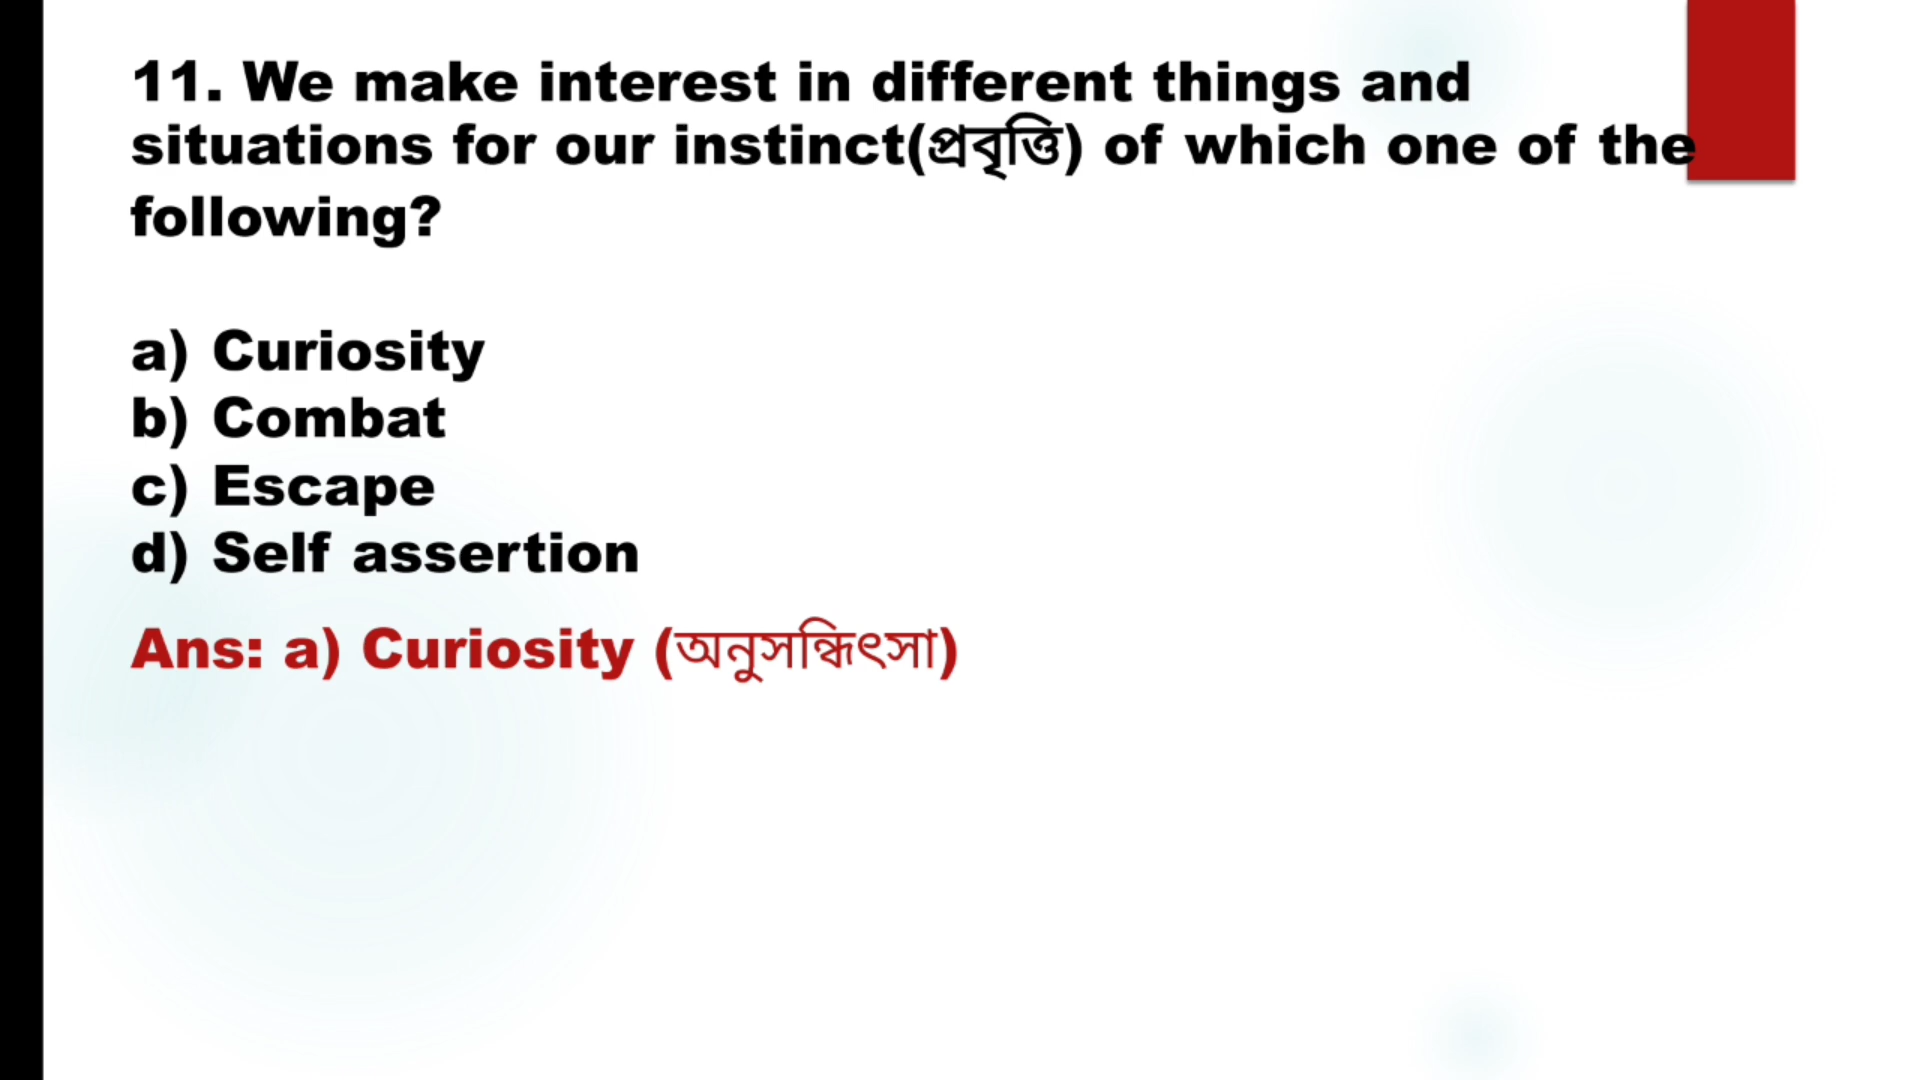 11. We make interest in different things and
situations for our instinct(প্রবৃত্তি) of which one of the
following?
a) Curiosity
b) Combat
c) Escape
d) Self assertion
Ans: a) Curiosity (অনুসন্ধিৎসা)